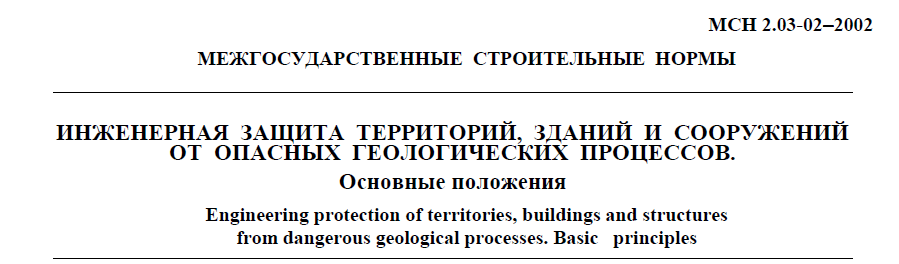 МСН 2.03-02–2002
МЕЖГОСУДАРСТВЕННЫЕ СТРОИТЕЛЬНЫЕ НОРМЫ
ИНЖЕНЕРНАЯ ЗАЩИТА ТЕРРИТОРИЙ, ЗДАНИЙ И СООРУЖЕНИЙ
ОТ ОПАСНЫХ ГЕОЛОГИЧЕСКИХ ПРОЦЕССОВ.
Основные положения
Engineering protection of territories, buildings and structures
from dangerous geological processes. Basic principles